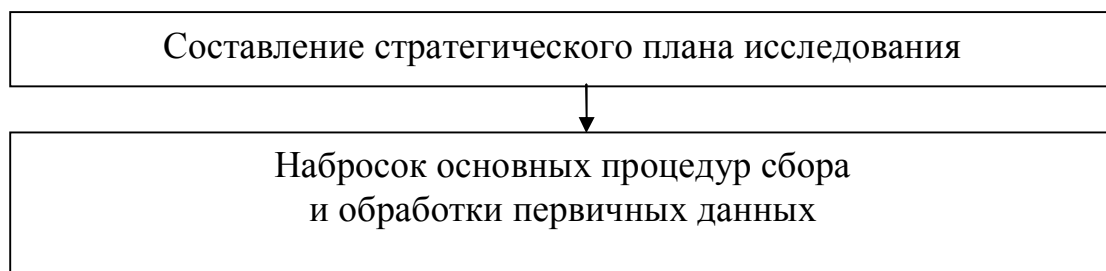 Составление стратегического плана исследования
Набросок основных процедур сбора
и обработки первичных данных